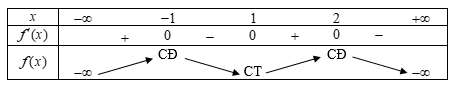 x −∞ −1 1 2 +∞
f'(x) + 0 − 0 + 0 −
CĐ CĐ
f(x)
−∞ CT −∞